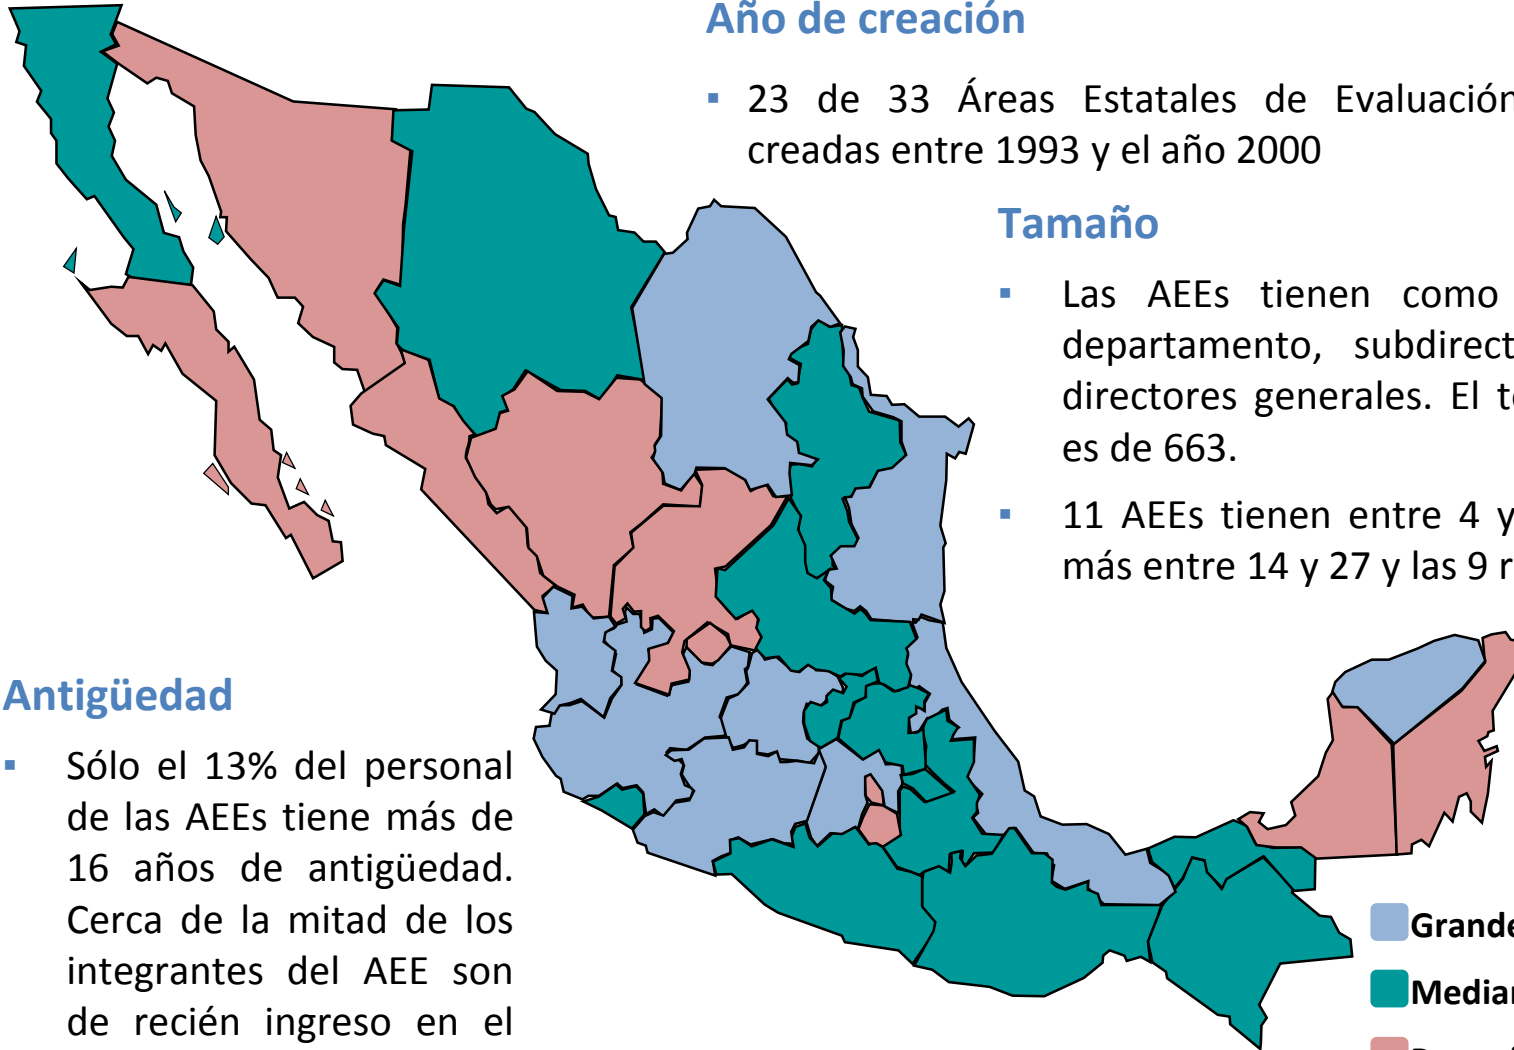 Año de creación
▪ 23 de 33 Áreas Estatales de Evaluación
creadas entre 1993 y el año 2000
Tamaño
▪ Las AEEs tienen como
departamento, subdirect
directores generales. El t
es de 663.
▪ 11 AEEs tienen entre 4 y
más entre 14 y 27 y las 9 r
Antigüedad
▪ Sólo el 13% del personal
de las AEEs tiene más de
16 años de antigüedad.
Cerca de la mitad de los
integrantes del AEE son
de recién ingreso en el
Grande
Median